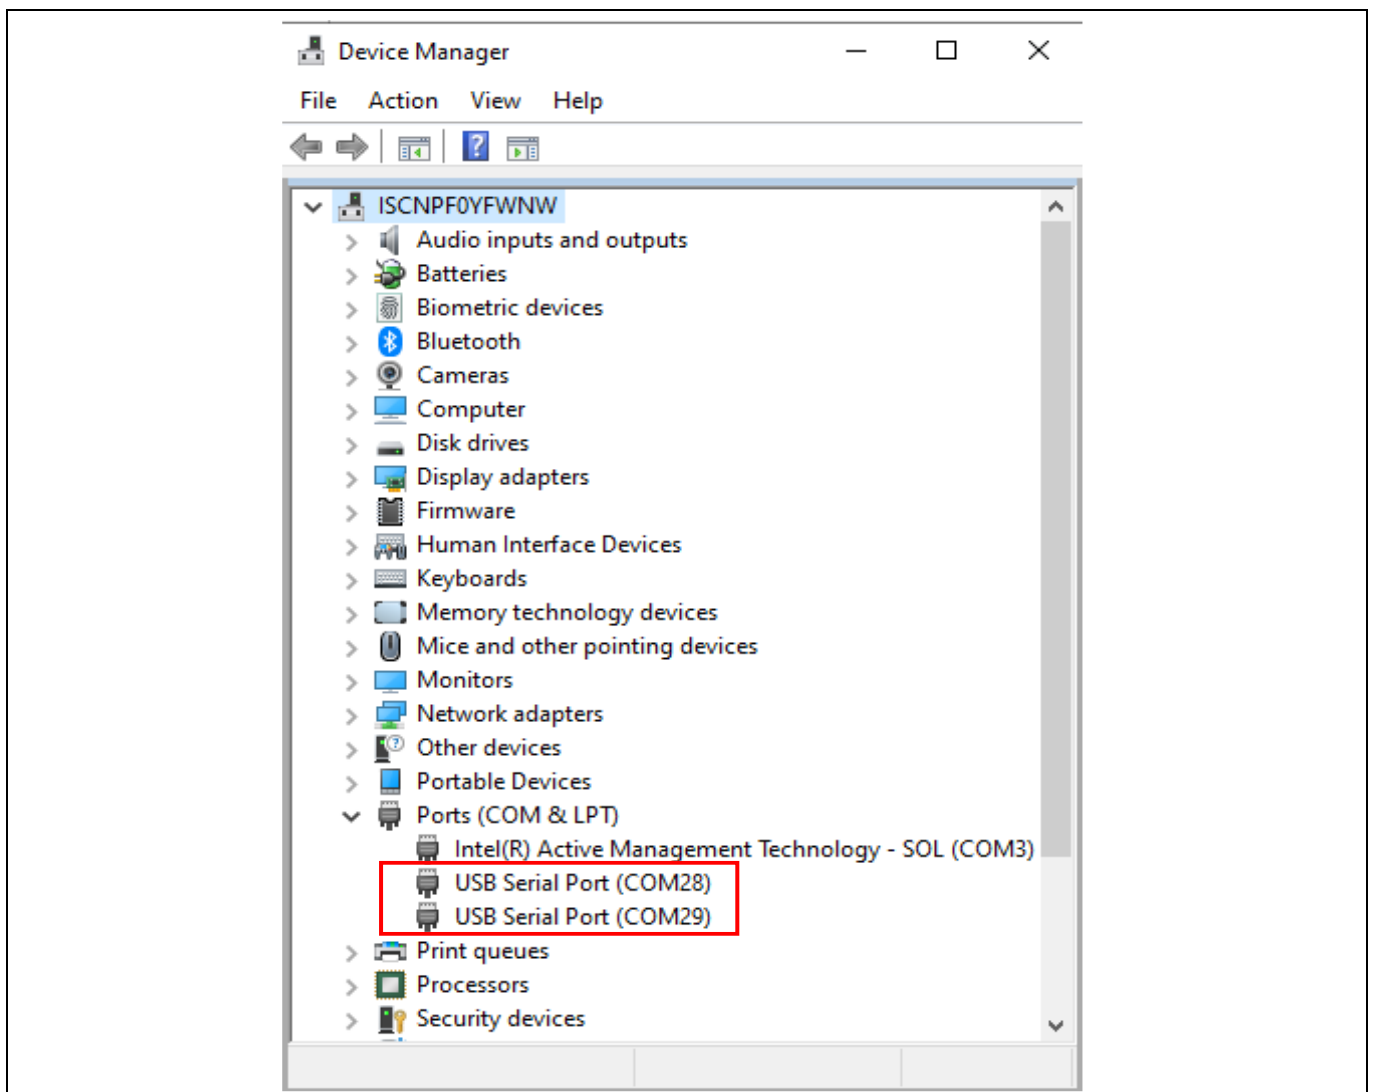 Device Manager
File Action View Help
ISCNPF0YFWNW
Audio inputs and outputs
Batteries
Biometric devices
Bluetooth
Cameras
Computer
Disk drives
Display adapters
Firmware
Human Interface Devices
Keyboards
Memory technology devices
Mice and other pointing devices
Monitors
Network adapters
Other devices
Portable Devices
Ports (COM & LPT)
Intel(R) Active Management Technology - SOL (COM3)
USB Serial Port (COM28)
USB Serial Port (COM29)
Print queues
Processors
Security devices